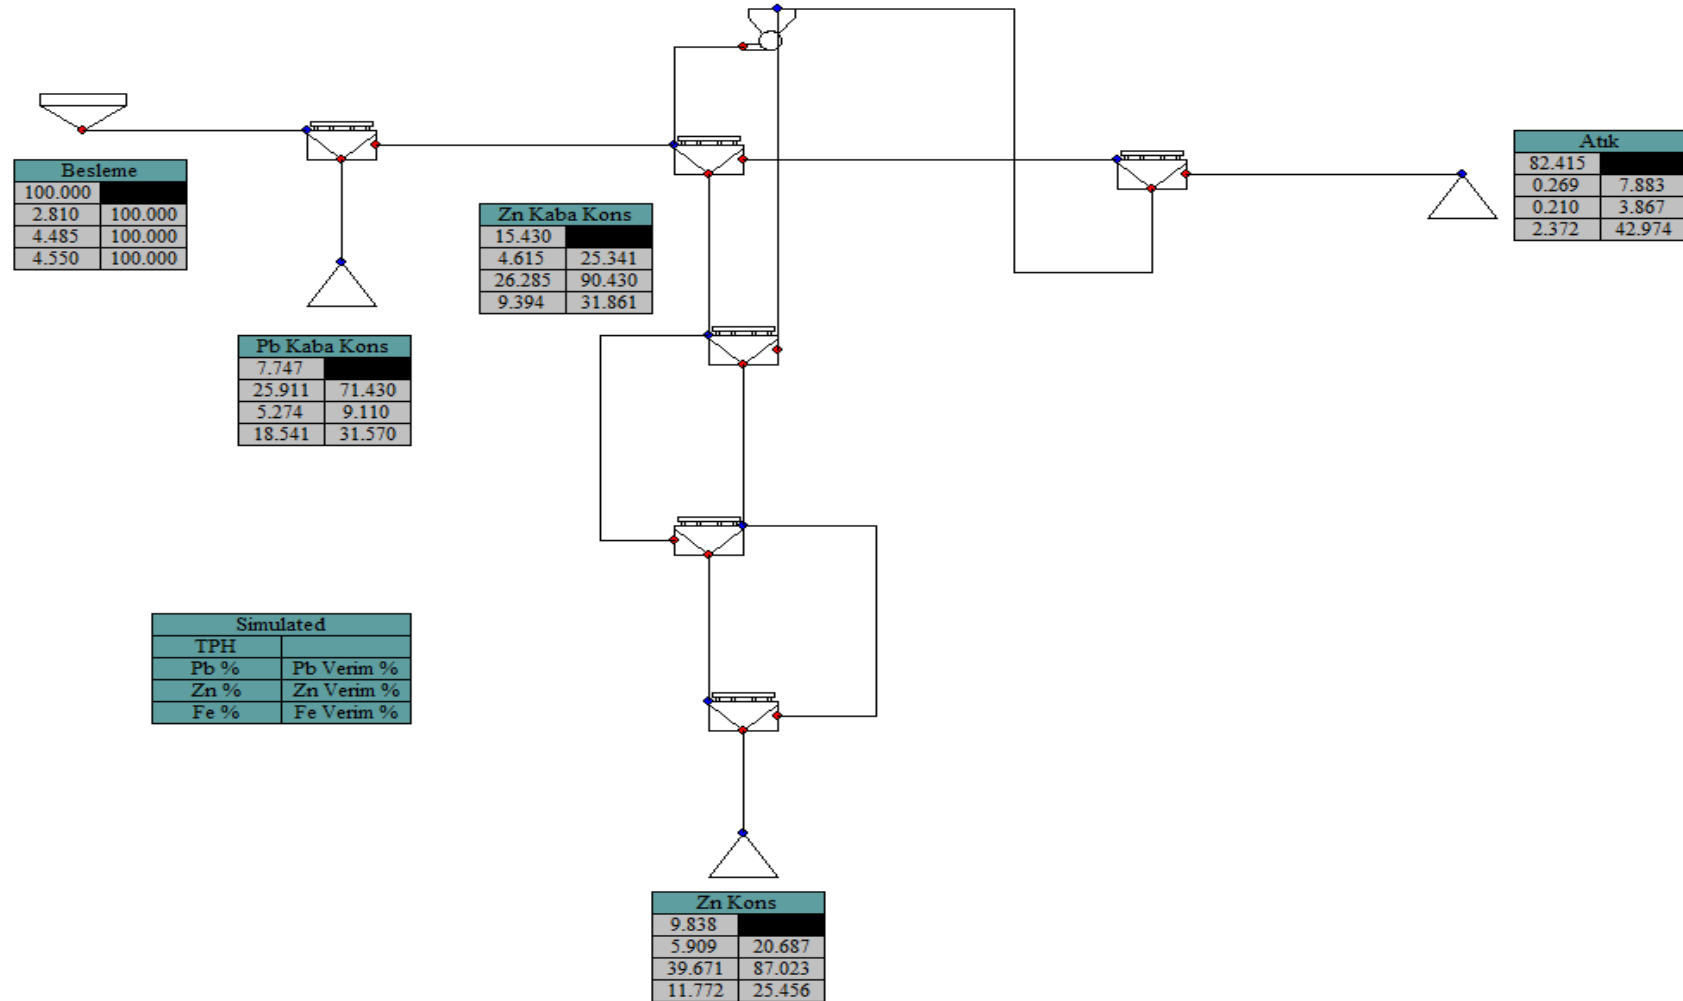 Besleme
100.000
2.810 100.000
4.485 100.000
4.550 100.000
Zn Kaba Kons
15.430
4.615 25.341
26.285 90.430
9.394 31.861
Atık
82.415
0.269 7.883
0.210 3.867
2.372 42.974
Pb Kaba Kons
7.747
25.911 71.430
5.274 9.110
18.541 31.570
Simulated
TPH
Pb % Pb Verim %
Zn % Zn Verim %
Fe % Fe Verim %
Zn Kons
9.838
5.909 20.687
39.671 87.023
11.772 25.456